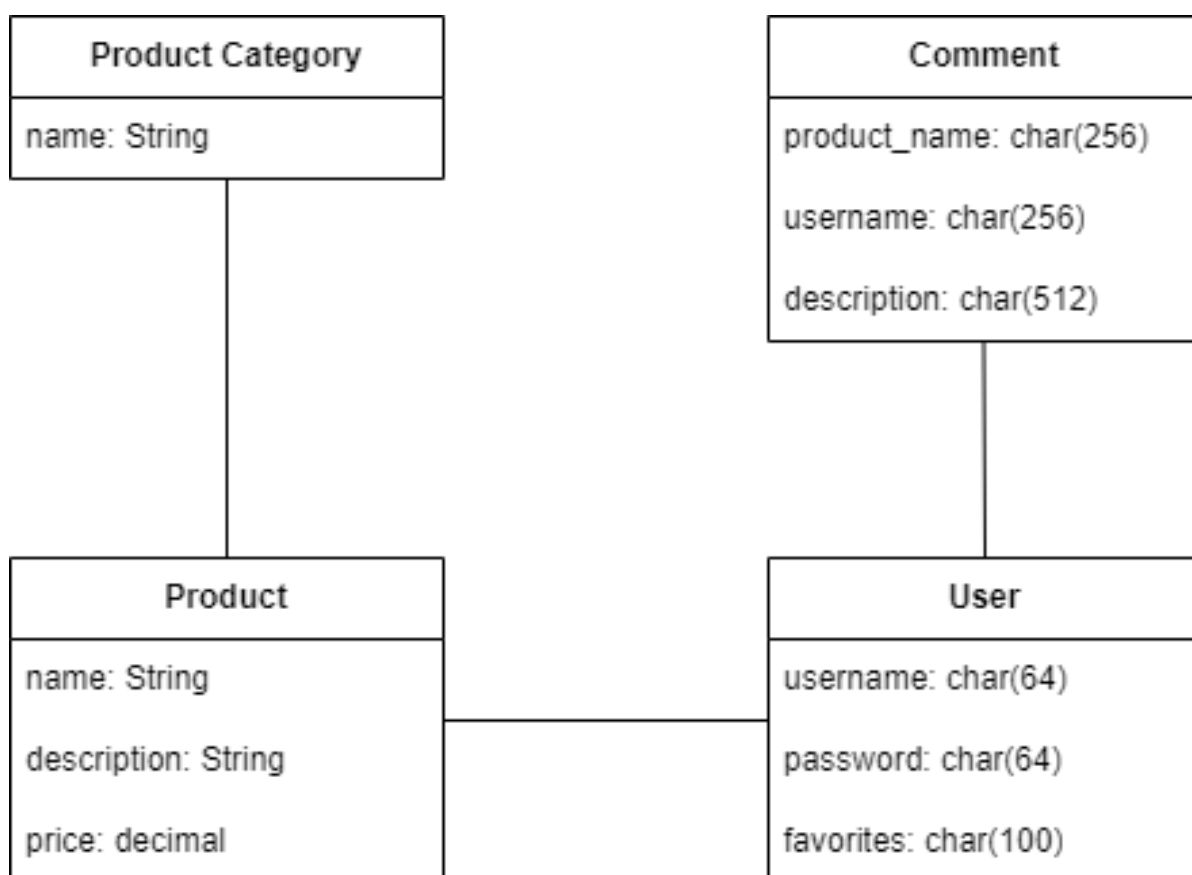 Product Category
name: String
Comment
product_name: char(256)
username: char(256)
description: char(512)
Product
name: String
description: String
price: decimal
User
username: char(64)
password: char(64)
favorites: char(100)